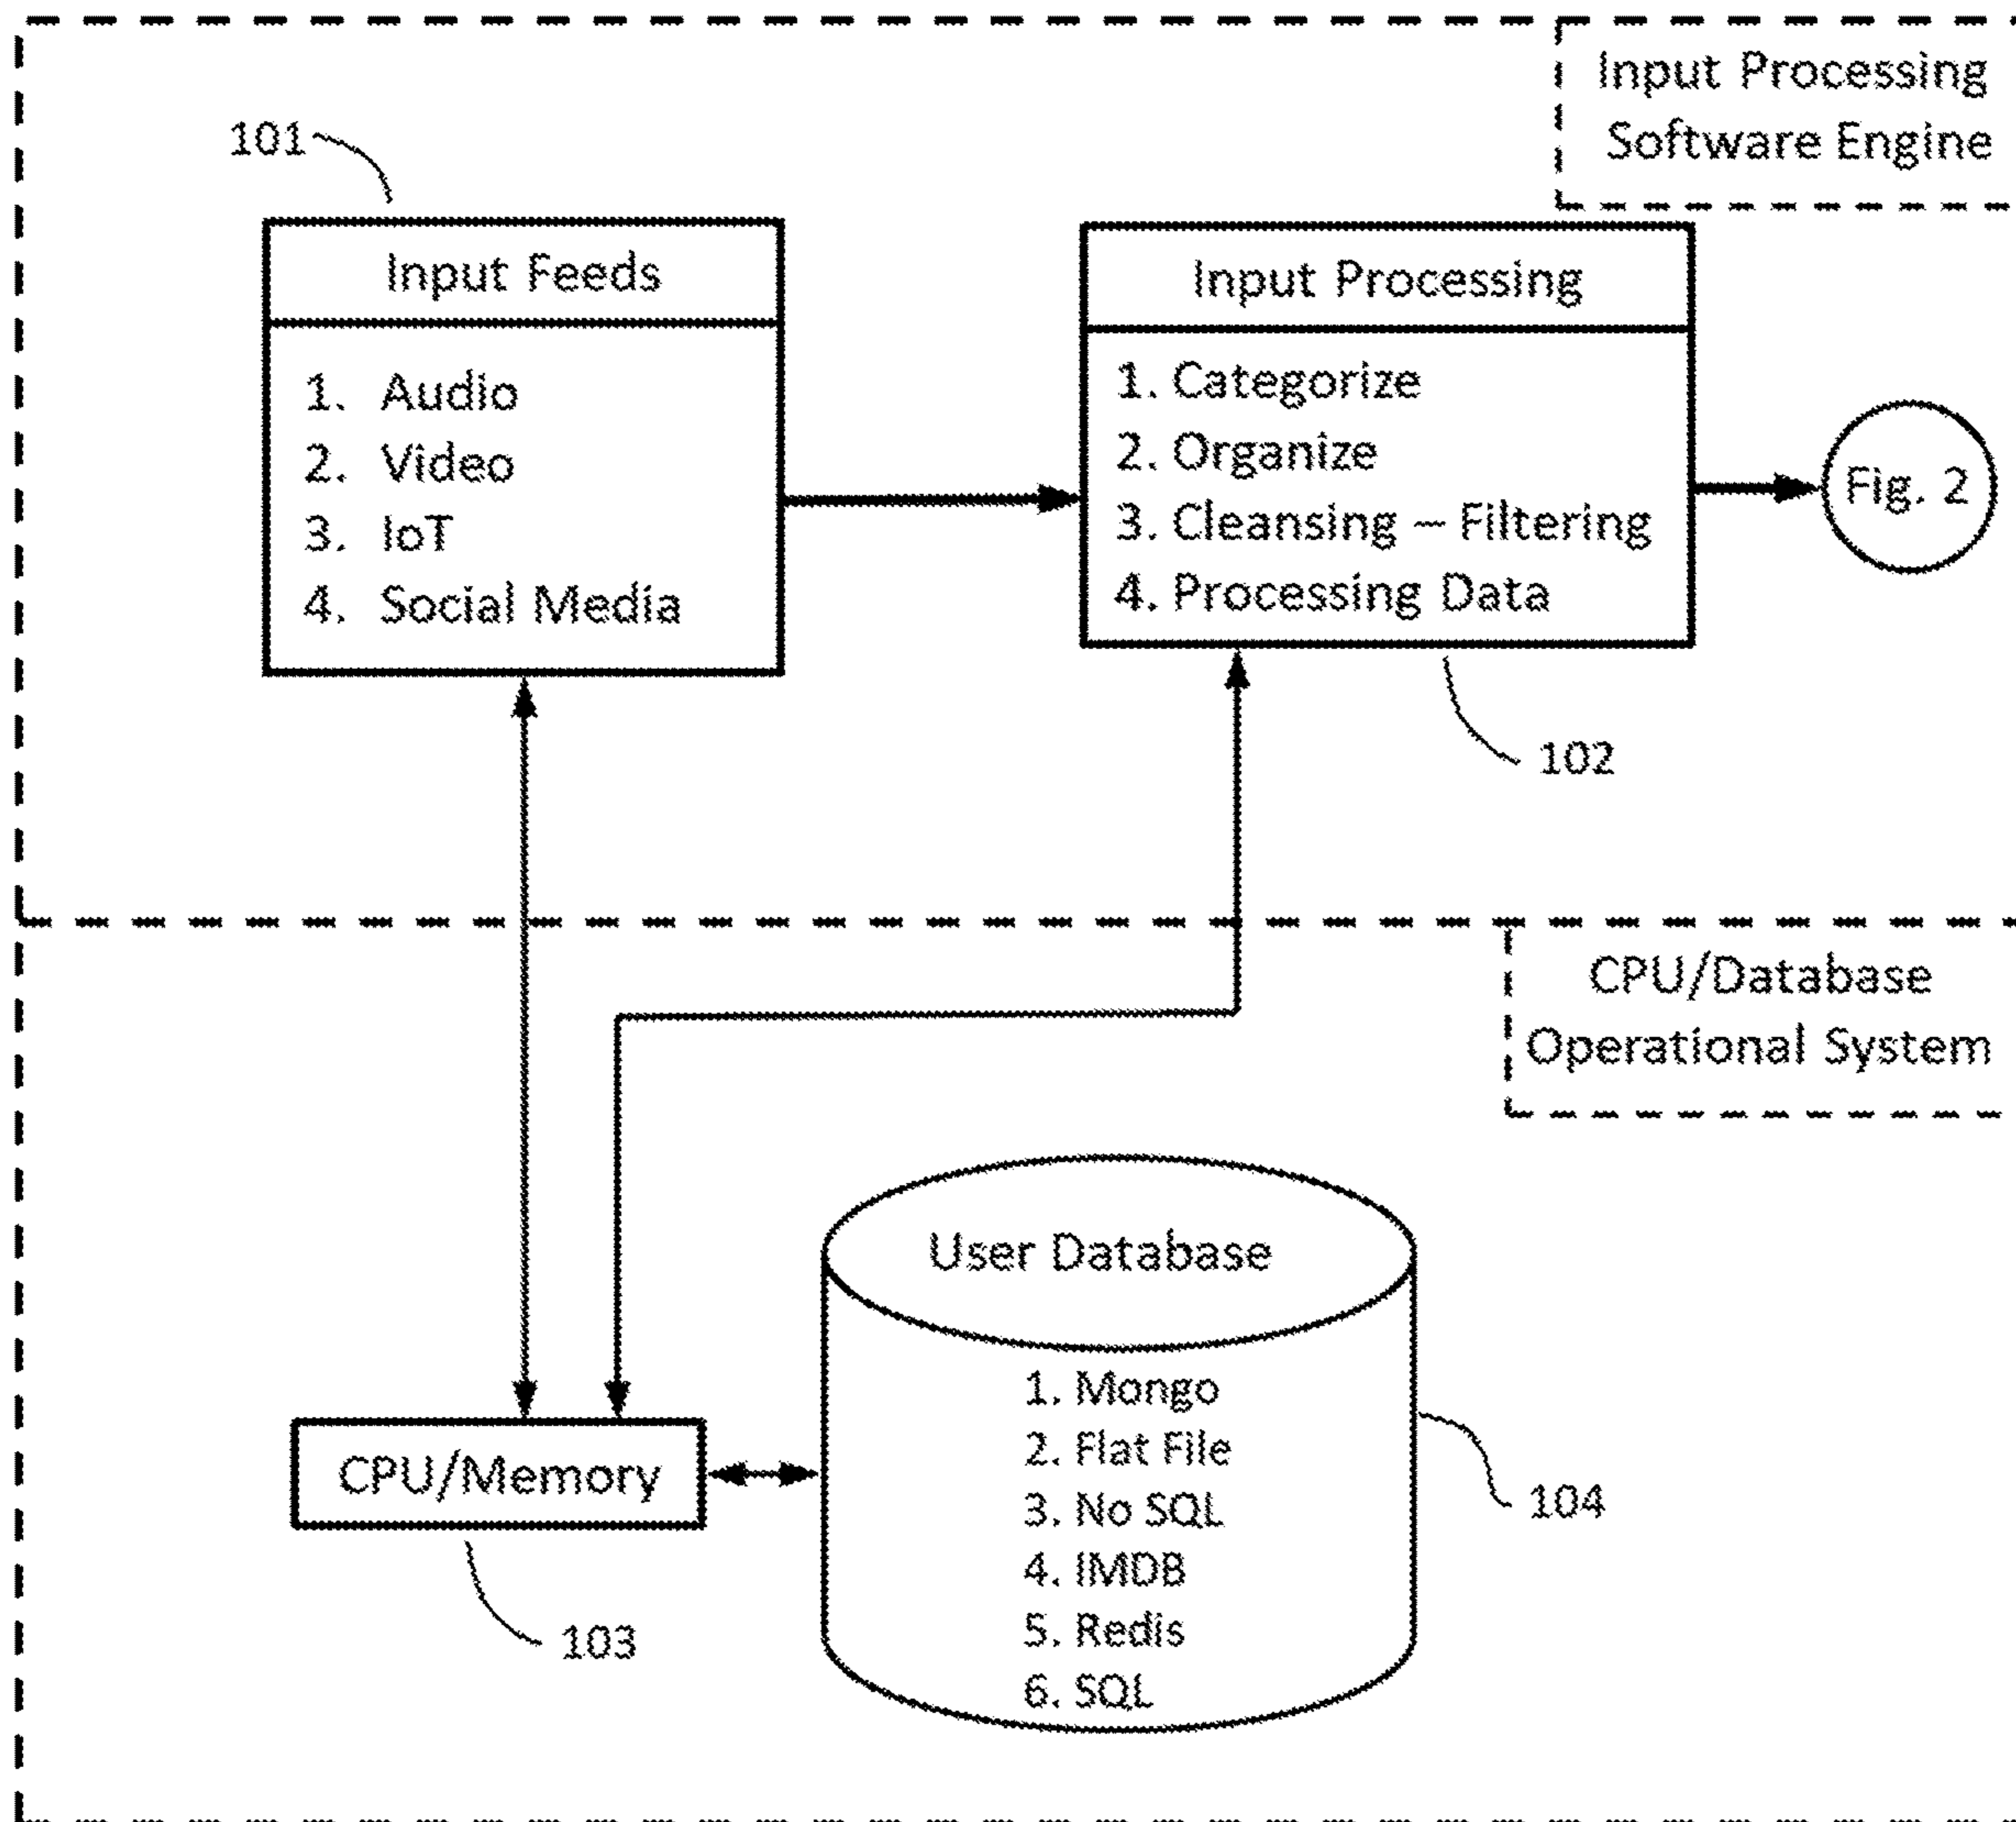 Input Processing
Software Engine
101
Input Feeds
1. Audio
2. Video
3. IoT
4. Social Media
Input Processing
1. Categorize
2. Organize
3. Cleansing – Filtering
4. Processing Data
Fig. 2
102
CPU/Database
Operational System
User Database
1. Mongo
2. Flat File
3. No SQL
4. IMDB
5. Redis
6. SQL
104
CPU/Memory
103